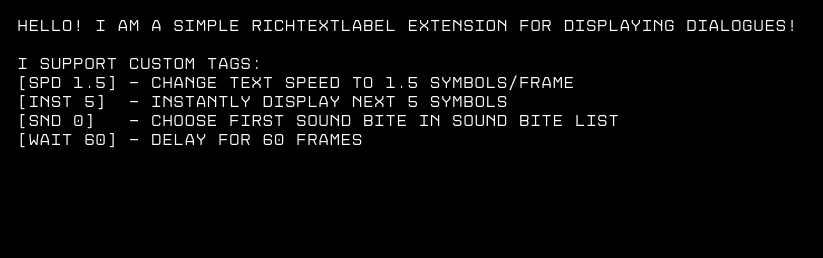 HELLO! I AM A SIMPLE RICHTEXTLABEL EXTENSION FOR DISPLAYING DIALOGUES!
I SUPPORT CUSTOM TAGS:
[SPD 1.5] – CHANGE TEXT SPEED TO 1.5 SYMBOLS/FRAME
[INST 5]  – INSTANTLY DISPLAY NEXT 5 SYMBOLS
[SND 0]   – CHOOSE FIRST SOUND BITE IN SOUND BITE LIST
[WAIT 60] – DELAY FOR 60 FRAMES